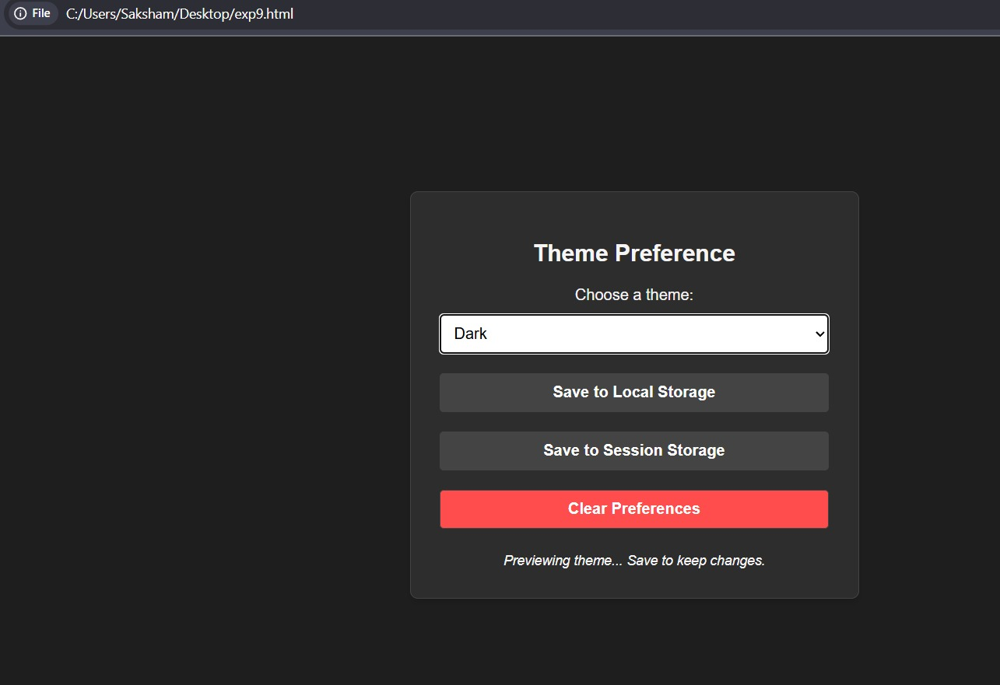 File C:/Users/Saksham/Desktop/exp9.html
Theme Preference
Choose a theme:
Dark
Save to Local Storage
Save to Session Storage
Clear Preferences
Previewing theme... Save to keep changes.